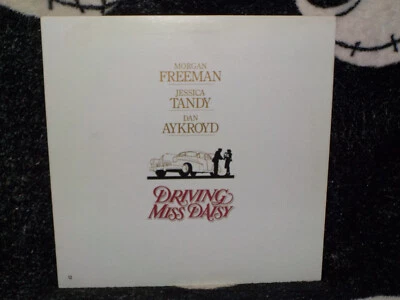 MORGAN
FREEMAN
JESSICA
TANDY
DAN
AYKROYD
DRIVING
MISS DAISY